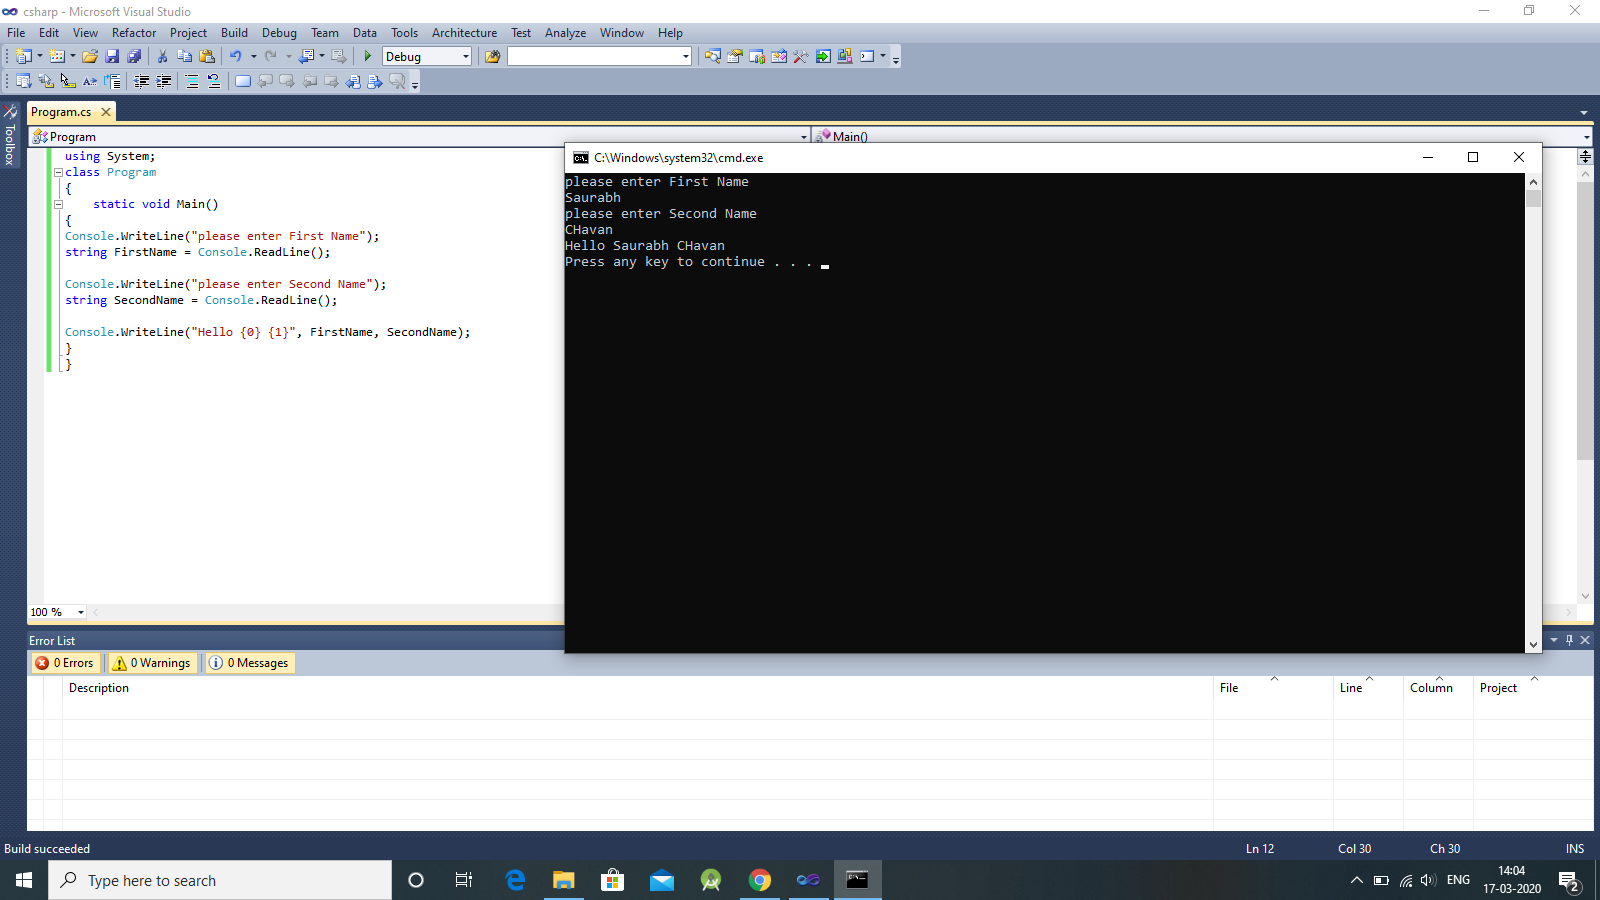 csharp - Microsoft Visual Studio
File Edit View Refactor Project Build Debug Team Data Tools Architecture Test Analyze Window Help
Debug
Toolbox
Program.cs
Program
Main()
using System;
class Program
{
static void Main()
{
Console.WriteLine("please enter First Name");
string FirstName = Console.ReadLine();
Console.WriteLine("please enter Second Name");
string SecondName = Console.ReadLine();
Console.WriteLine("Hello {0} {1}", FirstName, SecondName);
}
}
C:\Windows\system32\cmd.exe
please enter First Name
Saurabh
please enter Second Name
CHavan
Hello Saurabh CHavan
Press any key to continue . . .
100 %
Error List
0 Errors 0 Warnings 0 Messages
Description File Line Column Project
Build succeeded Ln 12 Col 30 Ch 30 INS
Type here to search
ENG
14:04
17-03-2020
2